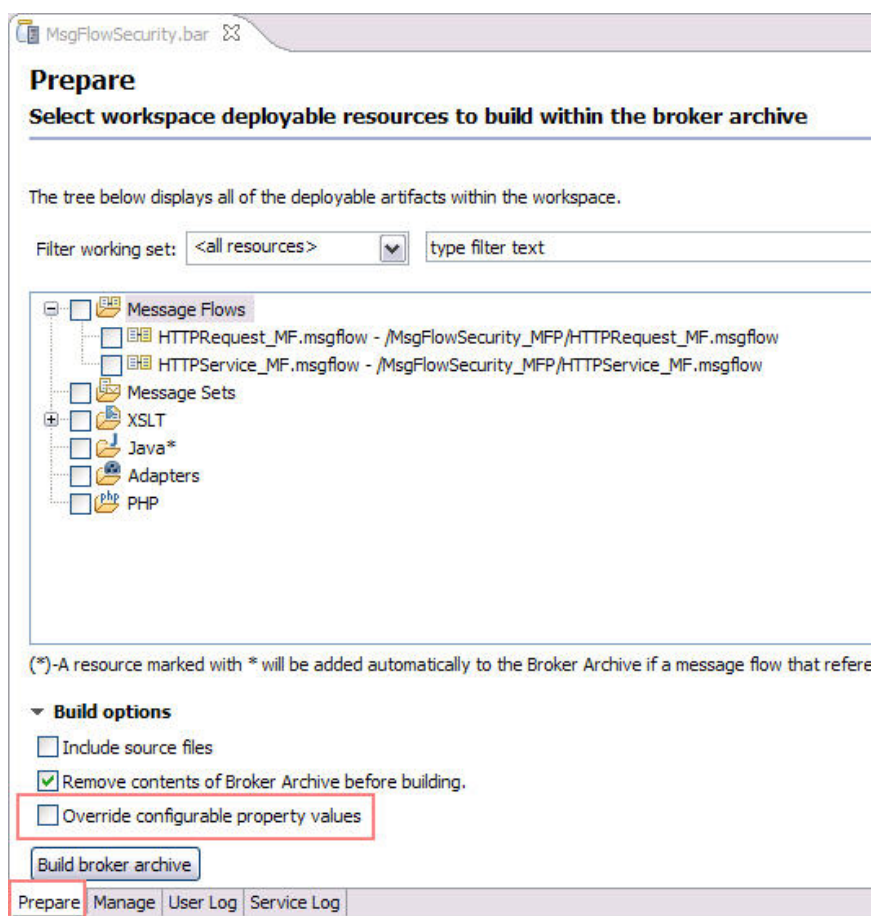 MsgFlowSecurity.bar
Prepare
Select workspace deployable resources to build within the broker archive
The tree below displays all of the deployable artifacts within the workspace.
Filter working set: <all resources> type filter text
Message Flows
HTTPRequest_MF.msgflow - /MsgFlowSecurity_MFP/HTTPRequest_MF.msgflow
HTTPService_MF.msgflow - /MsgFlowSecurity_MFP/HTTPService_MF.msgflow
Message Sets
XSLT
Java*
Adapters
php PHP
(*)-A resource marked with * will be added automatically to the Broker Archive if a message flow that refere
Build options
Include source files
Remove contents of Broker Archive before building.
Override configurable property values
Build broker archive
Prepare Manage User Log Service Log